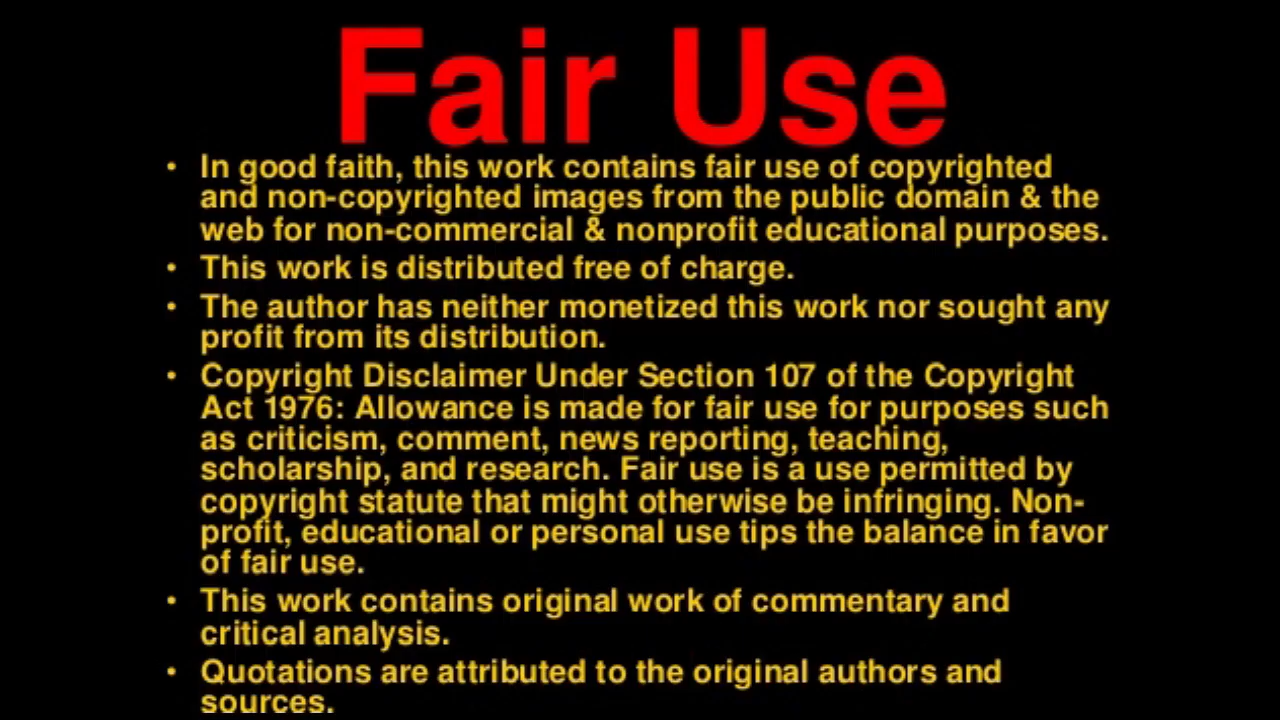 Fair Use
• In good faith, this work contains fair use of copyrighted
and non-copyrighted images from the public domain & the
web for non-commercial & nonprofit educational purposes.
• This work is distributed free of charge.
• The author has neither monetized this work nor sought any
profit from its distribution.
• Copyright Disclaimer Under Section 107 of the Copyright
Act 1976: Allowance is made for fair use for purposes such
as criticism, comment, news reporting, teaching,
scholarship, and research. Fair use is a use permitted by
copyright statute that might otherwise be infringing. Non-
profit, educational or personal use tips the balance in favor
of fair use.
• This work contains original work of commentary and
critical analysis.
• Quotations are attributed to the original authors and
sources.